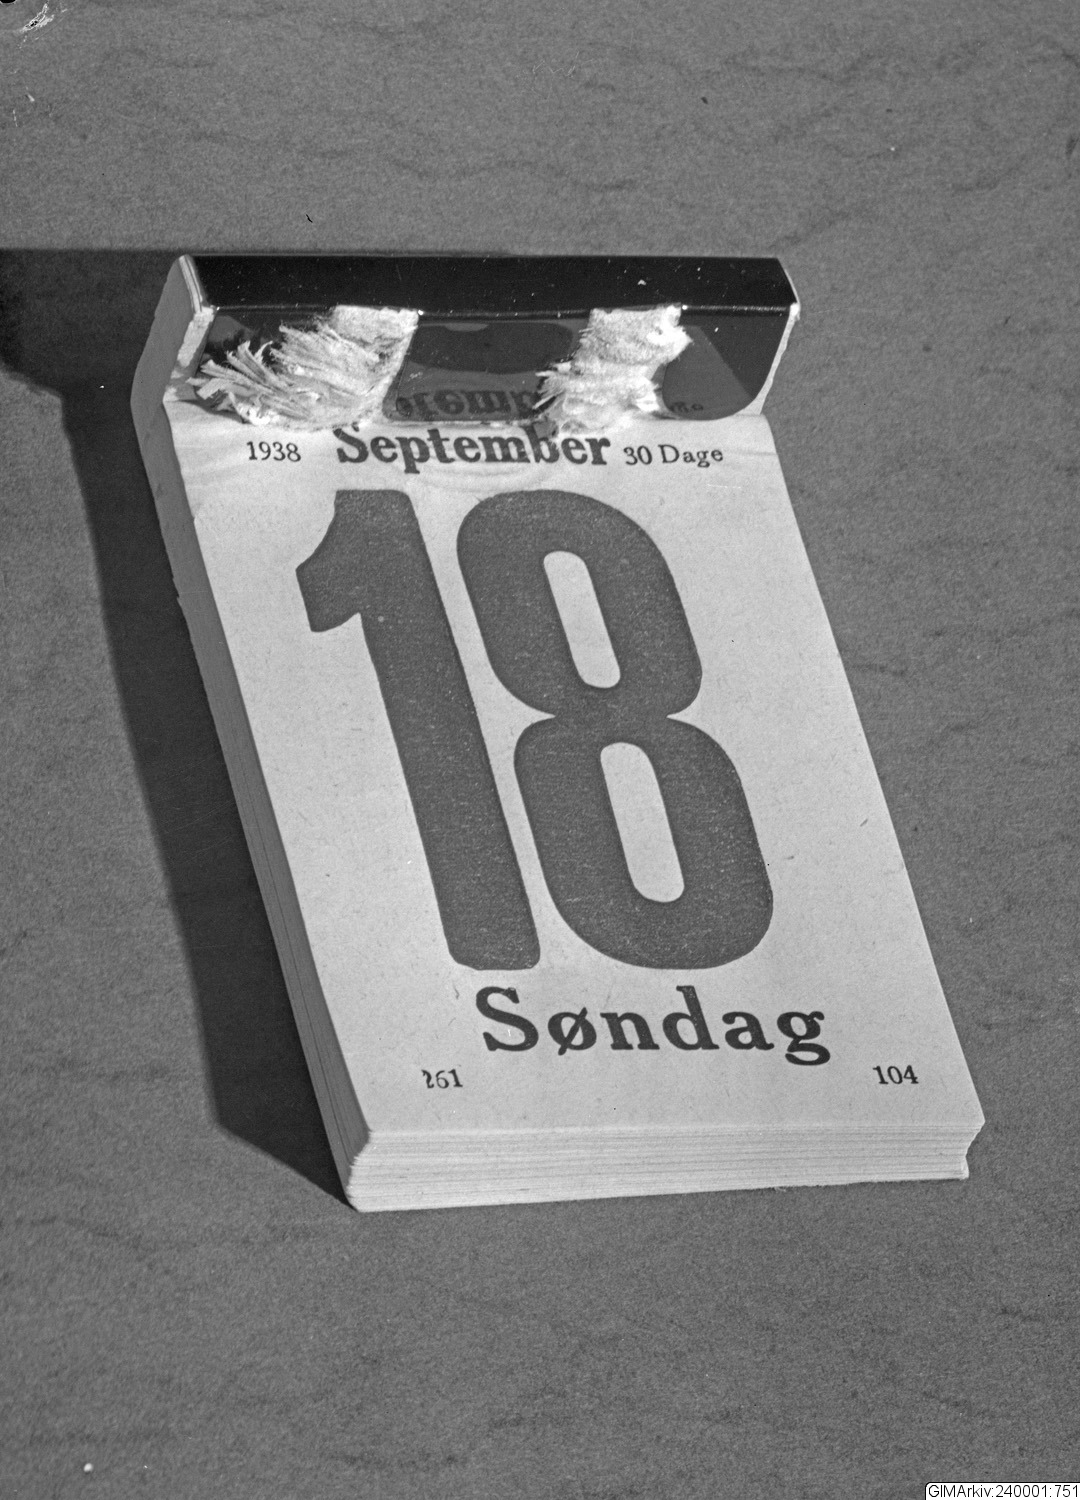 1938 September 30 Dage
18
Søndag
261 104
GIMArkiv:240001:751